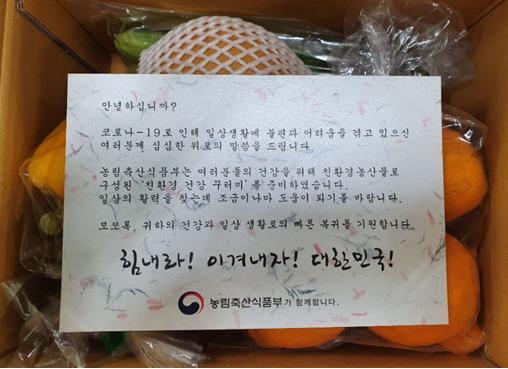 안녕하십니까?
코로나-19로 인해 일상생활에 불편과 어려움을 겪고 있으신
여러분께 심심한 위로의 말씀을 드립니다.
농림축산식품부는 여러분들의 건강을 위해 친환경농산물로
구성된 '친환경 건강 꾸러미'를 준비하였습니다.
일상의 활력을 찾는데 조금이나마 도움이 되기를 바랍니다.
모쪼록, 귀하의 건강과 일상 생활로의 빠른 복귀를 기원합니다.
힘내라! 이겨내자! 대한민국!
농림축산식품부가 함께합니다.